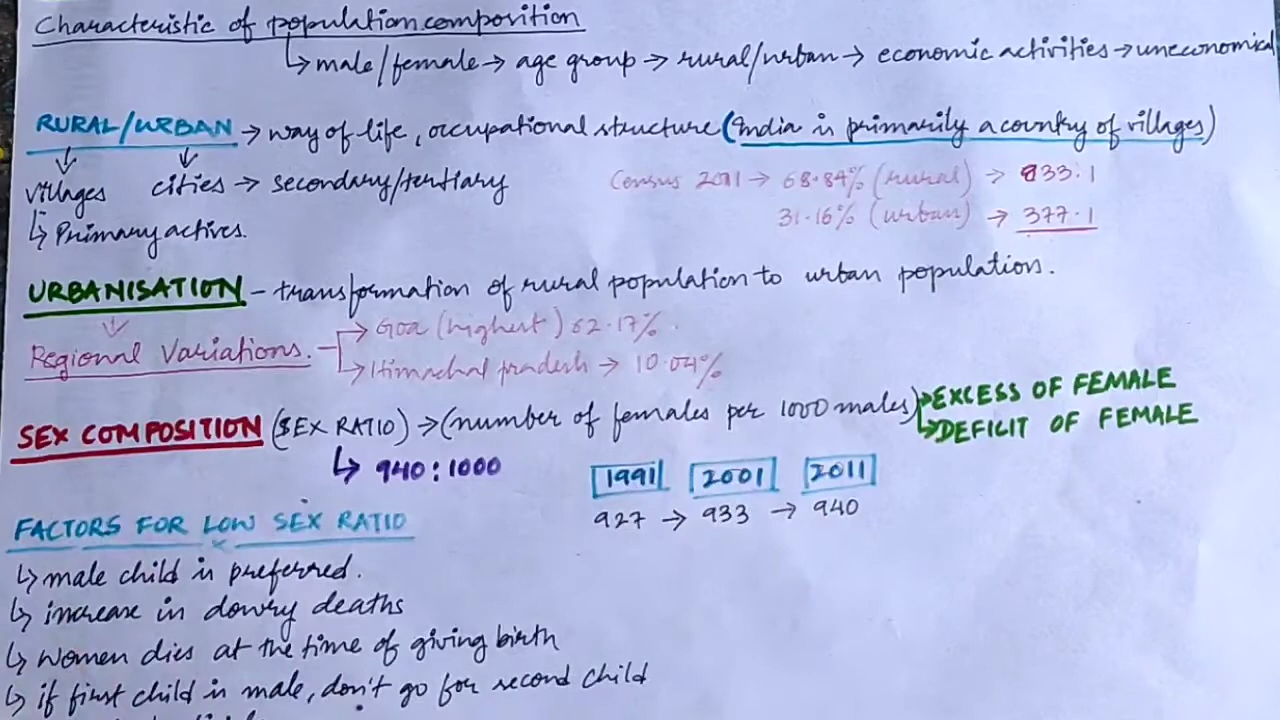 Characteristic of population composition
↳ male/female → age group → rural/urban → economic activities → uneconomical
RURAL/URBAN → way of life, occupational structure (India is primarily a country of villages)
villages cities → secondary/tertiary
↳ Primary actives.
Census 2011 → 68.84% (rural) → 833.1
31.16% (urban) → 377.1
URBANISATION - transformation of rural population to urban population.
Regional Variations. → Goa (highest) 62.17%.
↳ Himachal pradesh → 10.04%
SEX COMPOSITION (SEX RATIO) → (number of females per 1000 males) → EXCESS OF FEMALE
→ DEFICIT OF FEMALE
↳ 940:1000
1991 2001 2011
927 → 933 → 940
FACTORS FOR LOW SEX RATIO
↳ male child is preferred.
↳ increase in dowry deaths
↳ Women dies at the time of giving birth
↳ if first child is male, don't go for second child